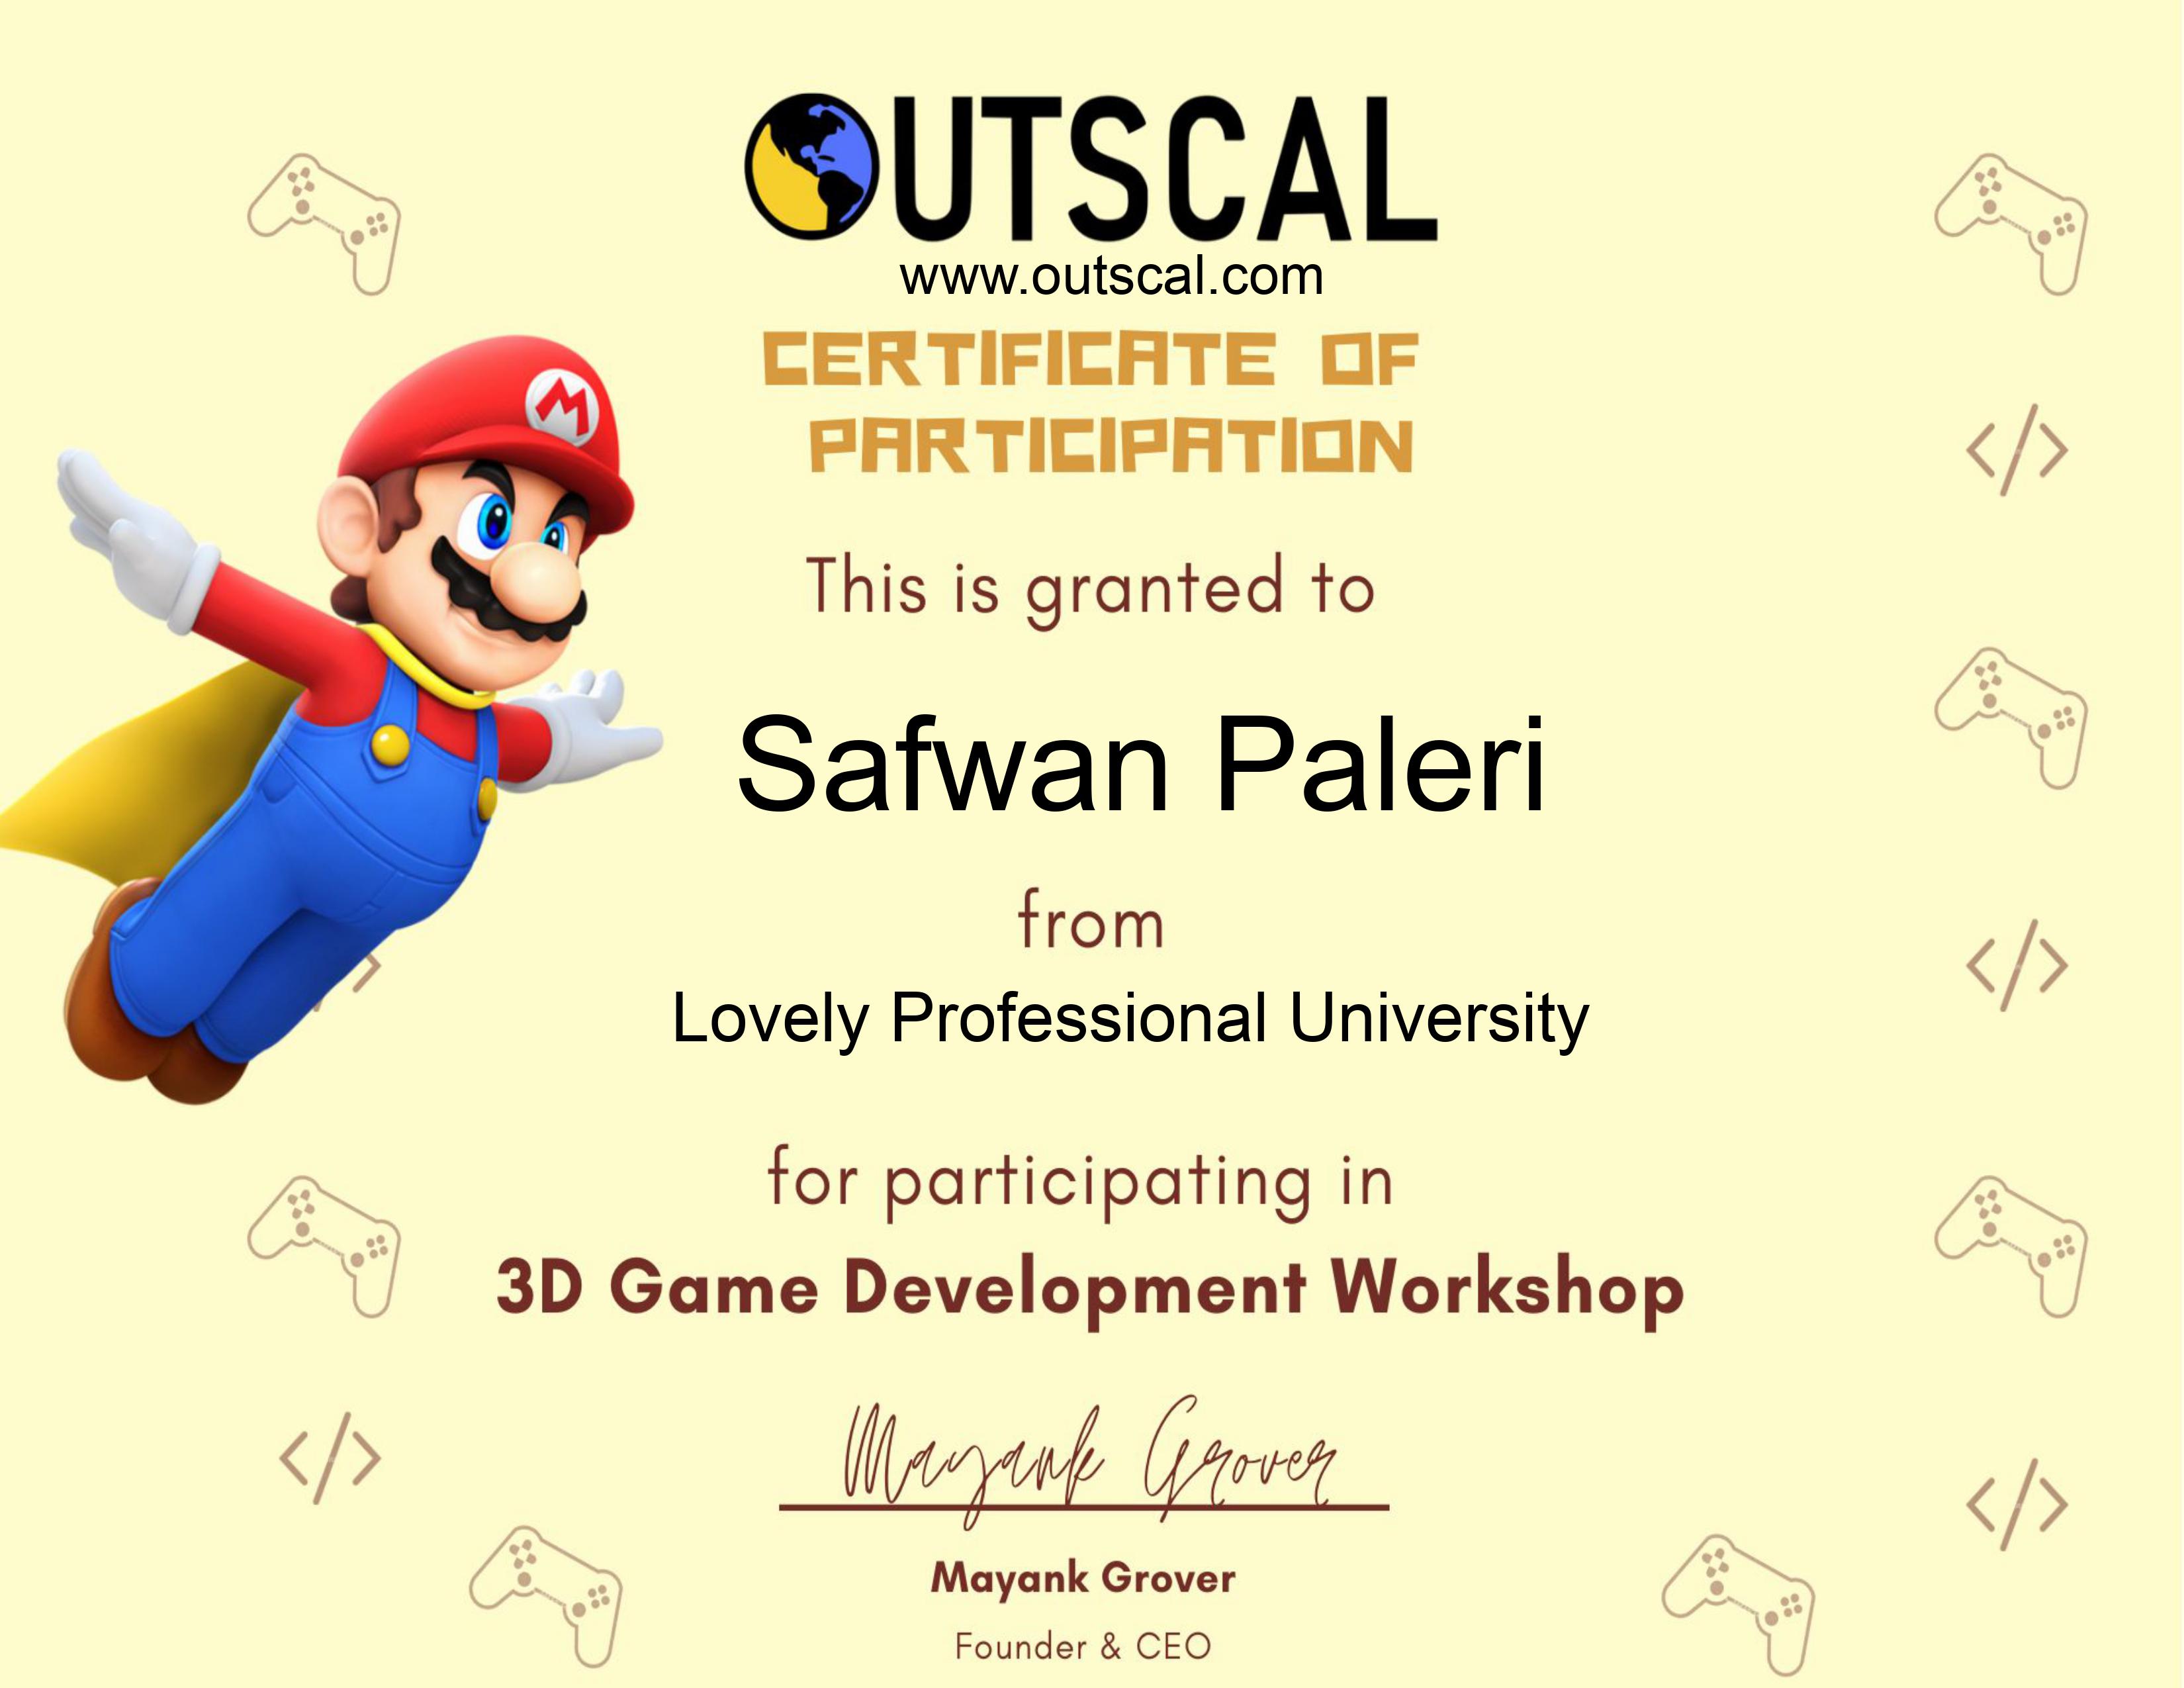 OUTSCAL
www.outscal.com
CERTIFICATE OF
PARTICIPATION
This is granted to
Safwan Paleri
from
Lovely Professional University
for participating in
3D Game Development Workshop
Mayank Grover
Mayank Grover
Founder & CEO